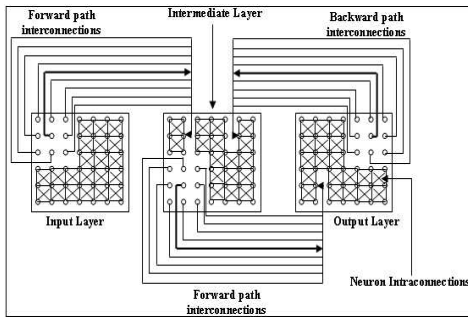 Forward path
interconnections
Intermediate Layer
Backward path
interconnections
Input Layer
Output Layer
Neuron Intraconnections
Forward path
interconnections